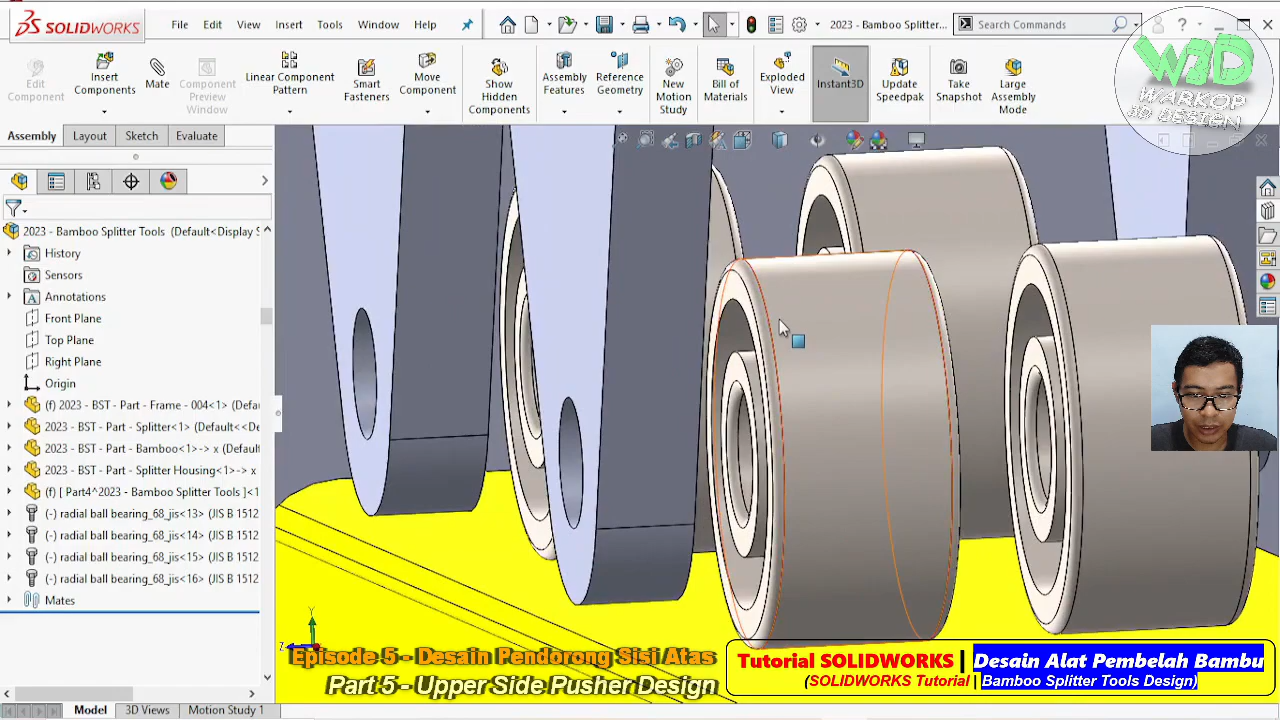 SOLIDWORKS
File
Edit
View
Insert
Tools
Window
Help
2023 - Bamboo Splitter...
Search Commands
Edit Component
Insert Components
Mate
Component Preview Window
Linear Component Pattern
Smart Fasteners
Move Component
Show Hidden Components
Assembly Features
Reference Geometry
New Motion Study
Bill of Materials
Exploded View
Instant3D
Update Speedpak
Take Snapshot
Large Assembly Mode
W3D
WARKOP
3D DESIGN
Assembly
Layout
Sketch
Evaluate
2023 - Bamboo Splitter Tools (Default<Display S
History
Sensors
Annotations
Front Plane
Top Plane
Right Plane
Origin
(f) 2023 - BST - Part - Frame - 004<1> (Defau
2023 - BST - Part - Splitter<1> (Default<<De
2023 - BST - Part - Bamboo<1>-> x (Default
2023 - BST - Part - Splitter Housing<1>-> x
(f) [ Part4^2023 - Bamboo Splitter Tools ]<1
(-) radial ball bearing_68_jis<13> (JIS B 1512
(-) radial ball bearing_68_jis<14> (JIS B 1512
(-) radial ball bearing_68_jis<15> (JIS B 1512
(-) radial ball bearing_68_jis<16> (JIS B 1512
Mates
Y
Z
Episode 5 - Desain Pendorong Sisi Atas
Part 5 - Upper Side Pusher Design
Tutorial SOLIDWORKS | Desain Alat Pembelah Bambu
(SOLIDWORKS Tutorial | Bamboo Splitter Tools Design)
Model
3D Views
Motion Study 1